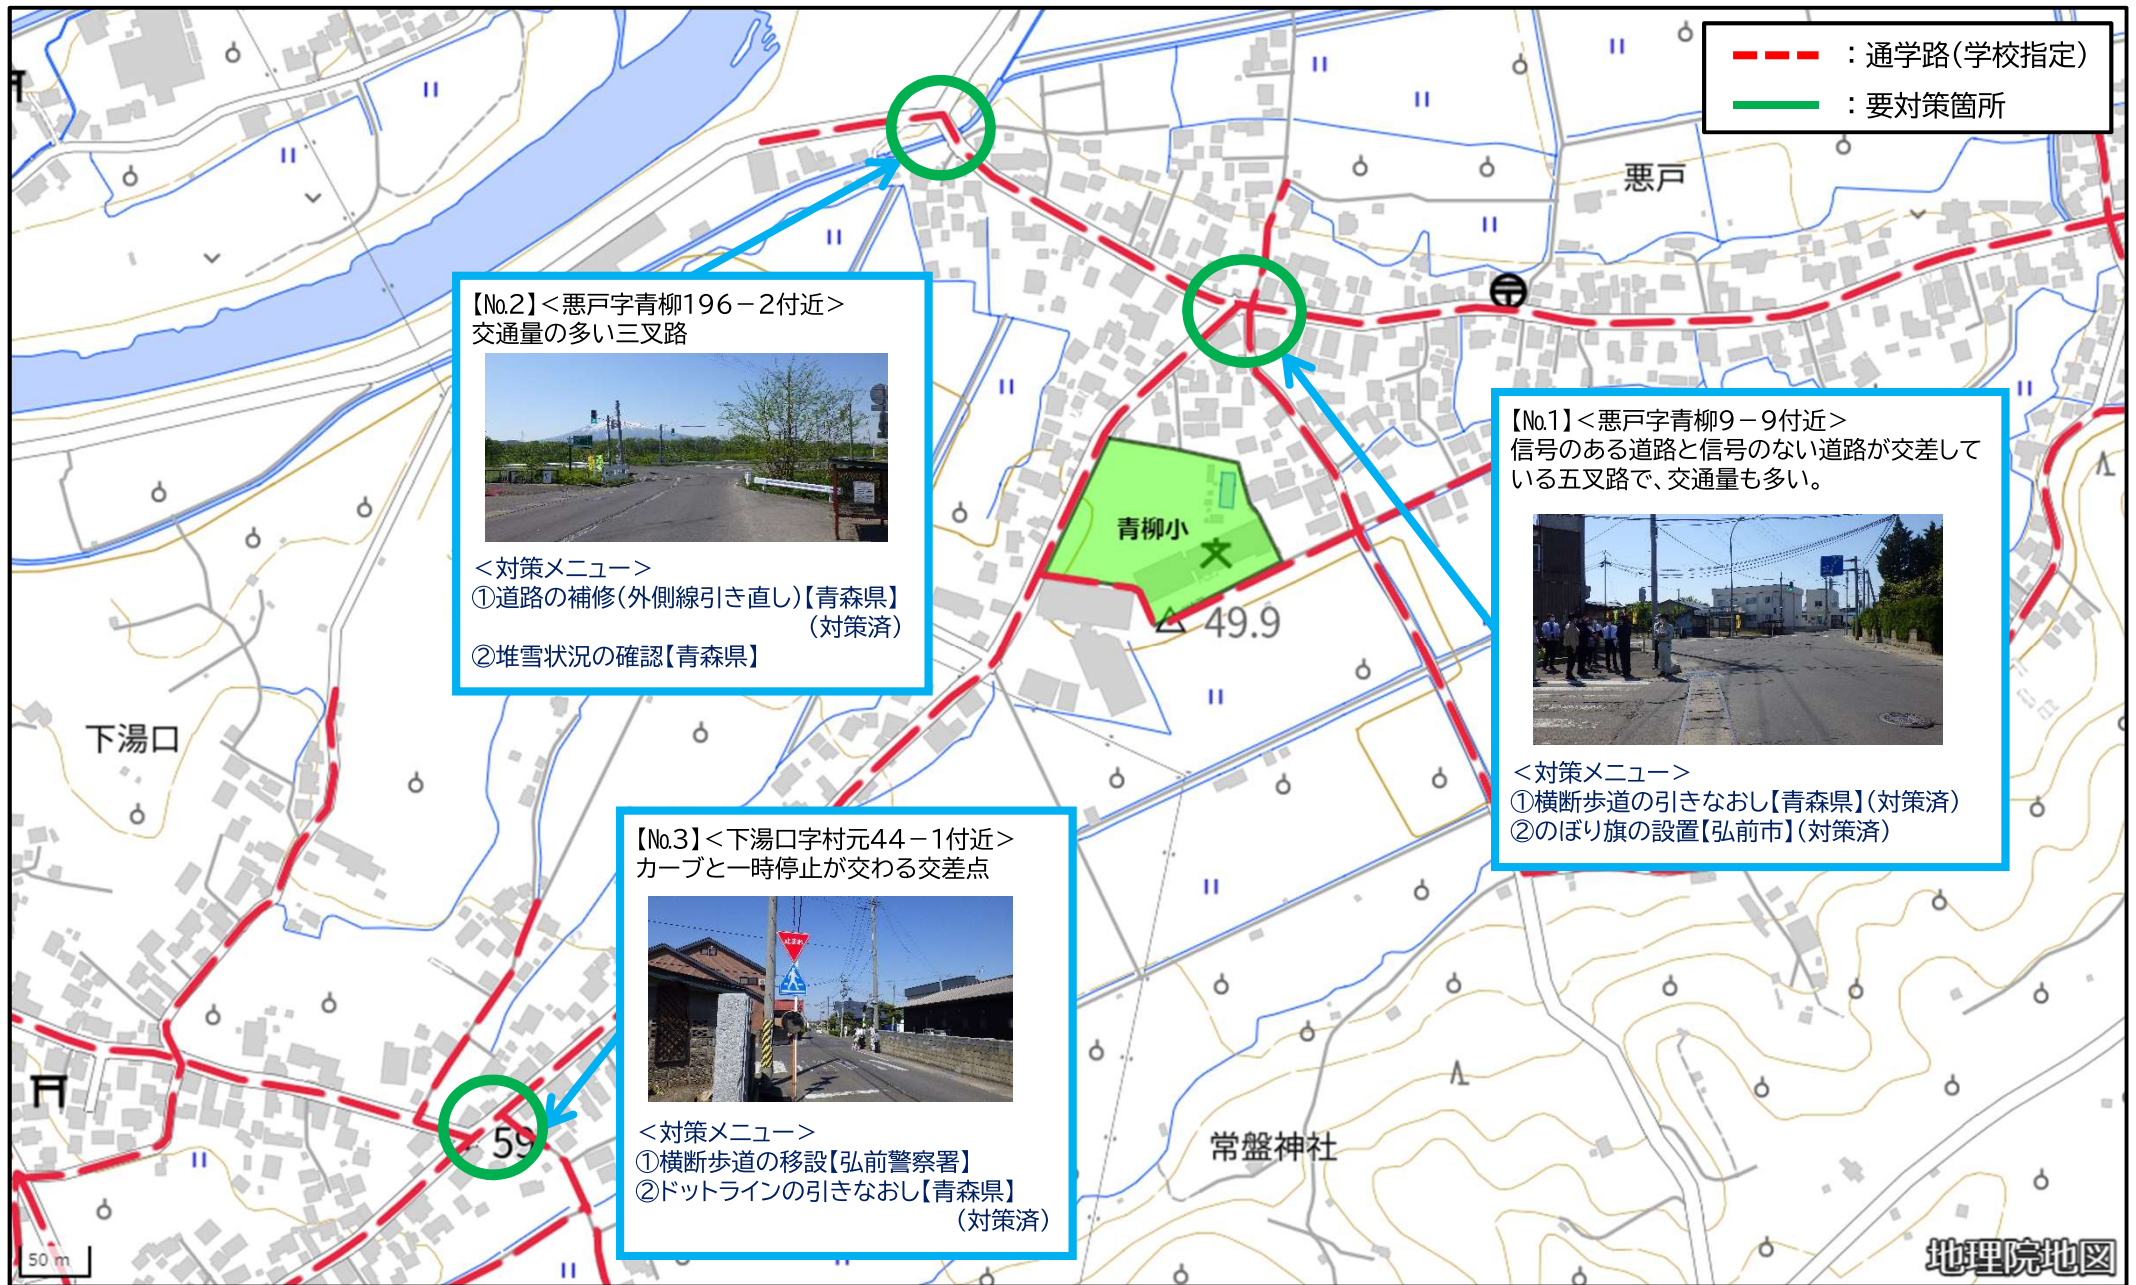 ：通学路(学校指定)
：要対策箇所
悪戸
【No.2】＜悪戸字青柳196－2付近＞
交通量の多い三叉路
＜対策メニュー＞
①道路の補修(外側線引き直し)【青森県】
(対策済)
②堆雪状況の確認【青森県】
【No.1】＜悪戸字青柳9－9付近＞
信号のある道路と信号のない道路が交差して
いる五叉路で、交通量も多い。
＜対策メニュー＞
①横断歩道の引きなおし【青森県】(対策済)
②のぼり旗の設置【弘前市】(対策済)
青柳小
49.9
下湯口
【No.3】＜下湯口字村元44－1付近＞
カーブと一時停止が交わる交差点
止まれ
＜対策メニュー＞
①横断歩道の移設【弘前警察署】
②ドットラインの引きなおし【青森県】
(対策済)
59
常盤神社
50 m
地理院地図